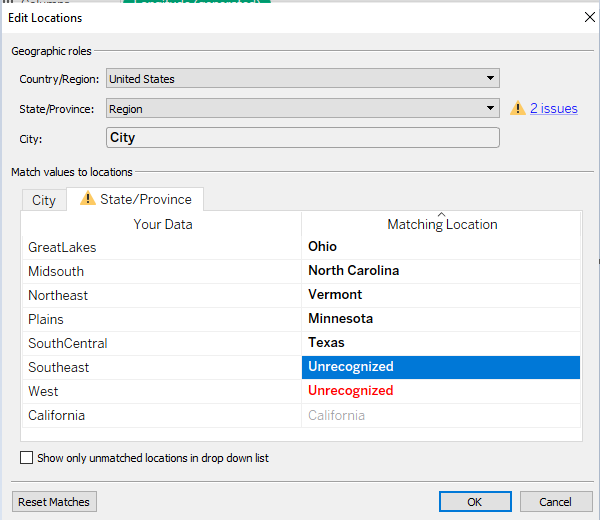 Edit Locations
Geographic roles
Country/Region: United States
State/Province: Region 2 issues
City: City
Match values to locations
City State/Province
Your Data Matching Location
GreatLakes Ohio
Midsouth North Carolina
Northeast Vermont
Plains Minnesota
SouthCentral Texas
Southeast Unrecognized
West Unrecognized
California California
Show only unmatched locations in drop down list
Reset Matches OK Cancel